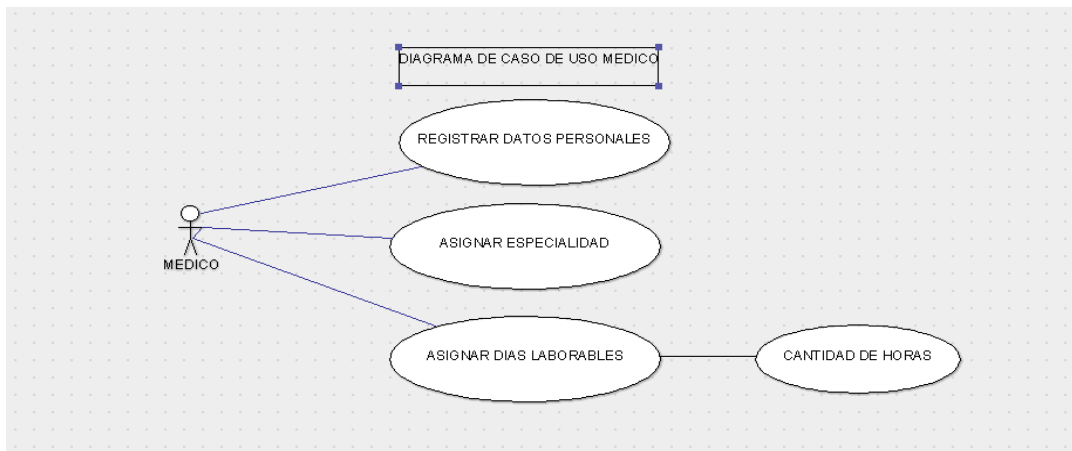 DIAGRAMA DE CASO DE USO MEDICO
REGISTRAR DATOS PERSONALES
ASIGNAR ESPECIALIDAD
MEDICO
ASIGNAR DIAS LABORABLES
CANTIDAD DE HORAS